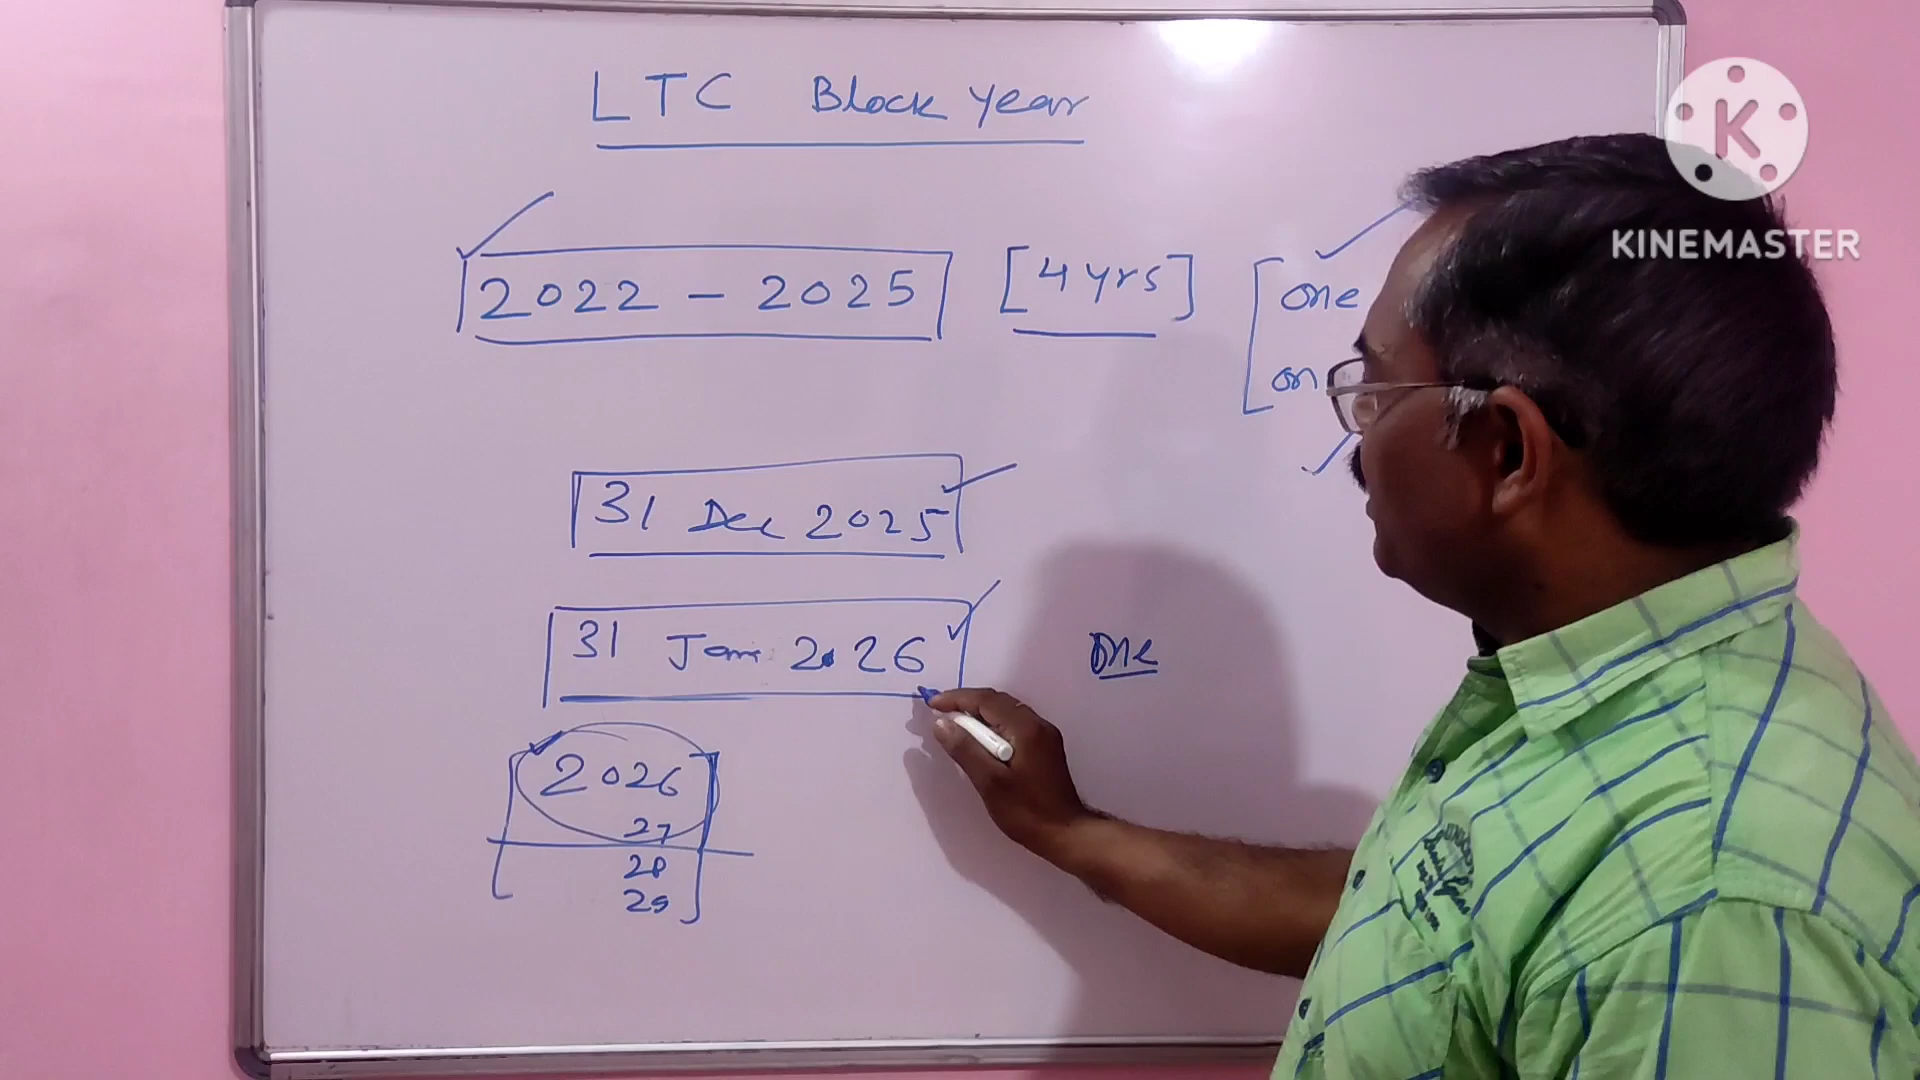 LTC Block Year
2022 - 2025 [4 yrs] [one
on
31 Dec 2025
31 Jan 2026 one
2026
27
28
29
K
KINEMASTER